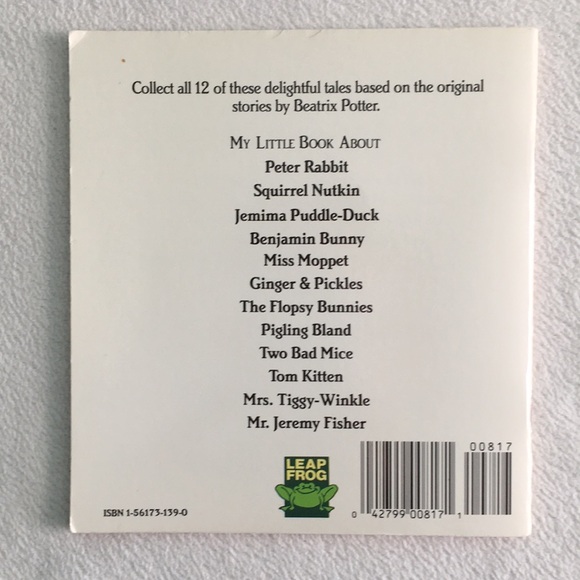 Collect all 12 of these delightful tales based on the original
stories by Beatrix Potter.
MY LITTLE BOOK ABOUT
Peter Rabbit
Squirrel Nutkin
Jemima Puddle-Duck
Benjamin Bunny
Miss Moppet
Ginger & Pickles
The Flopsy Bunnies
Pigling Bland
Two Bad Mice
Tom Kitten
Mrs. Tiggy-Winkle
Mr. Jeremy Fisher
LEAP
FROG
ISBN 1-56173-139-0
00817
0 42799 00817 1